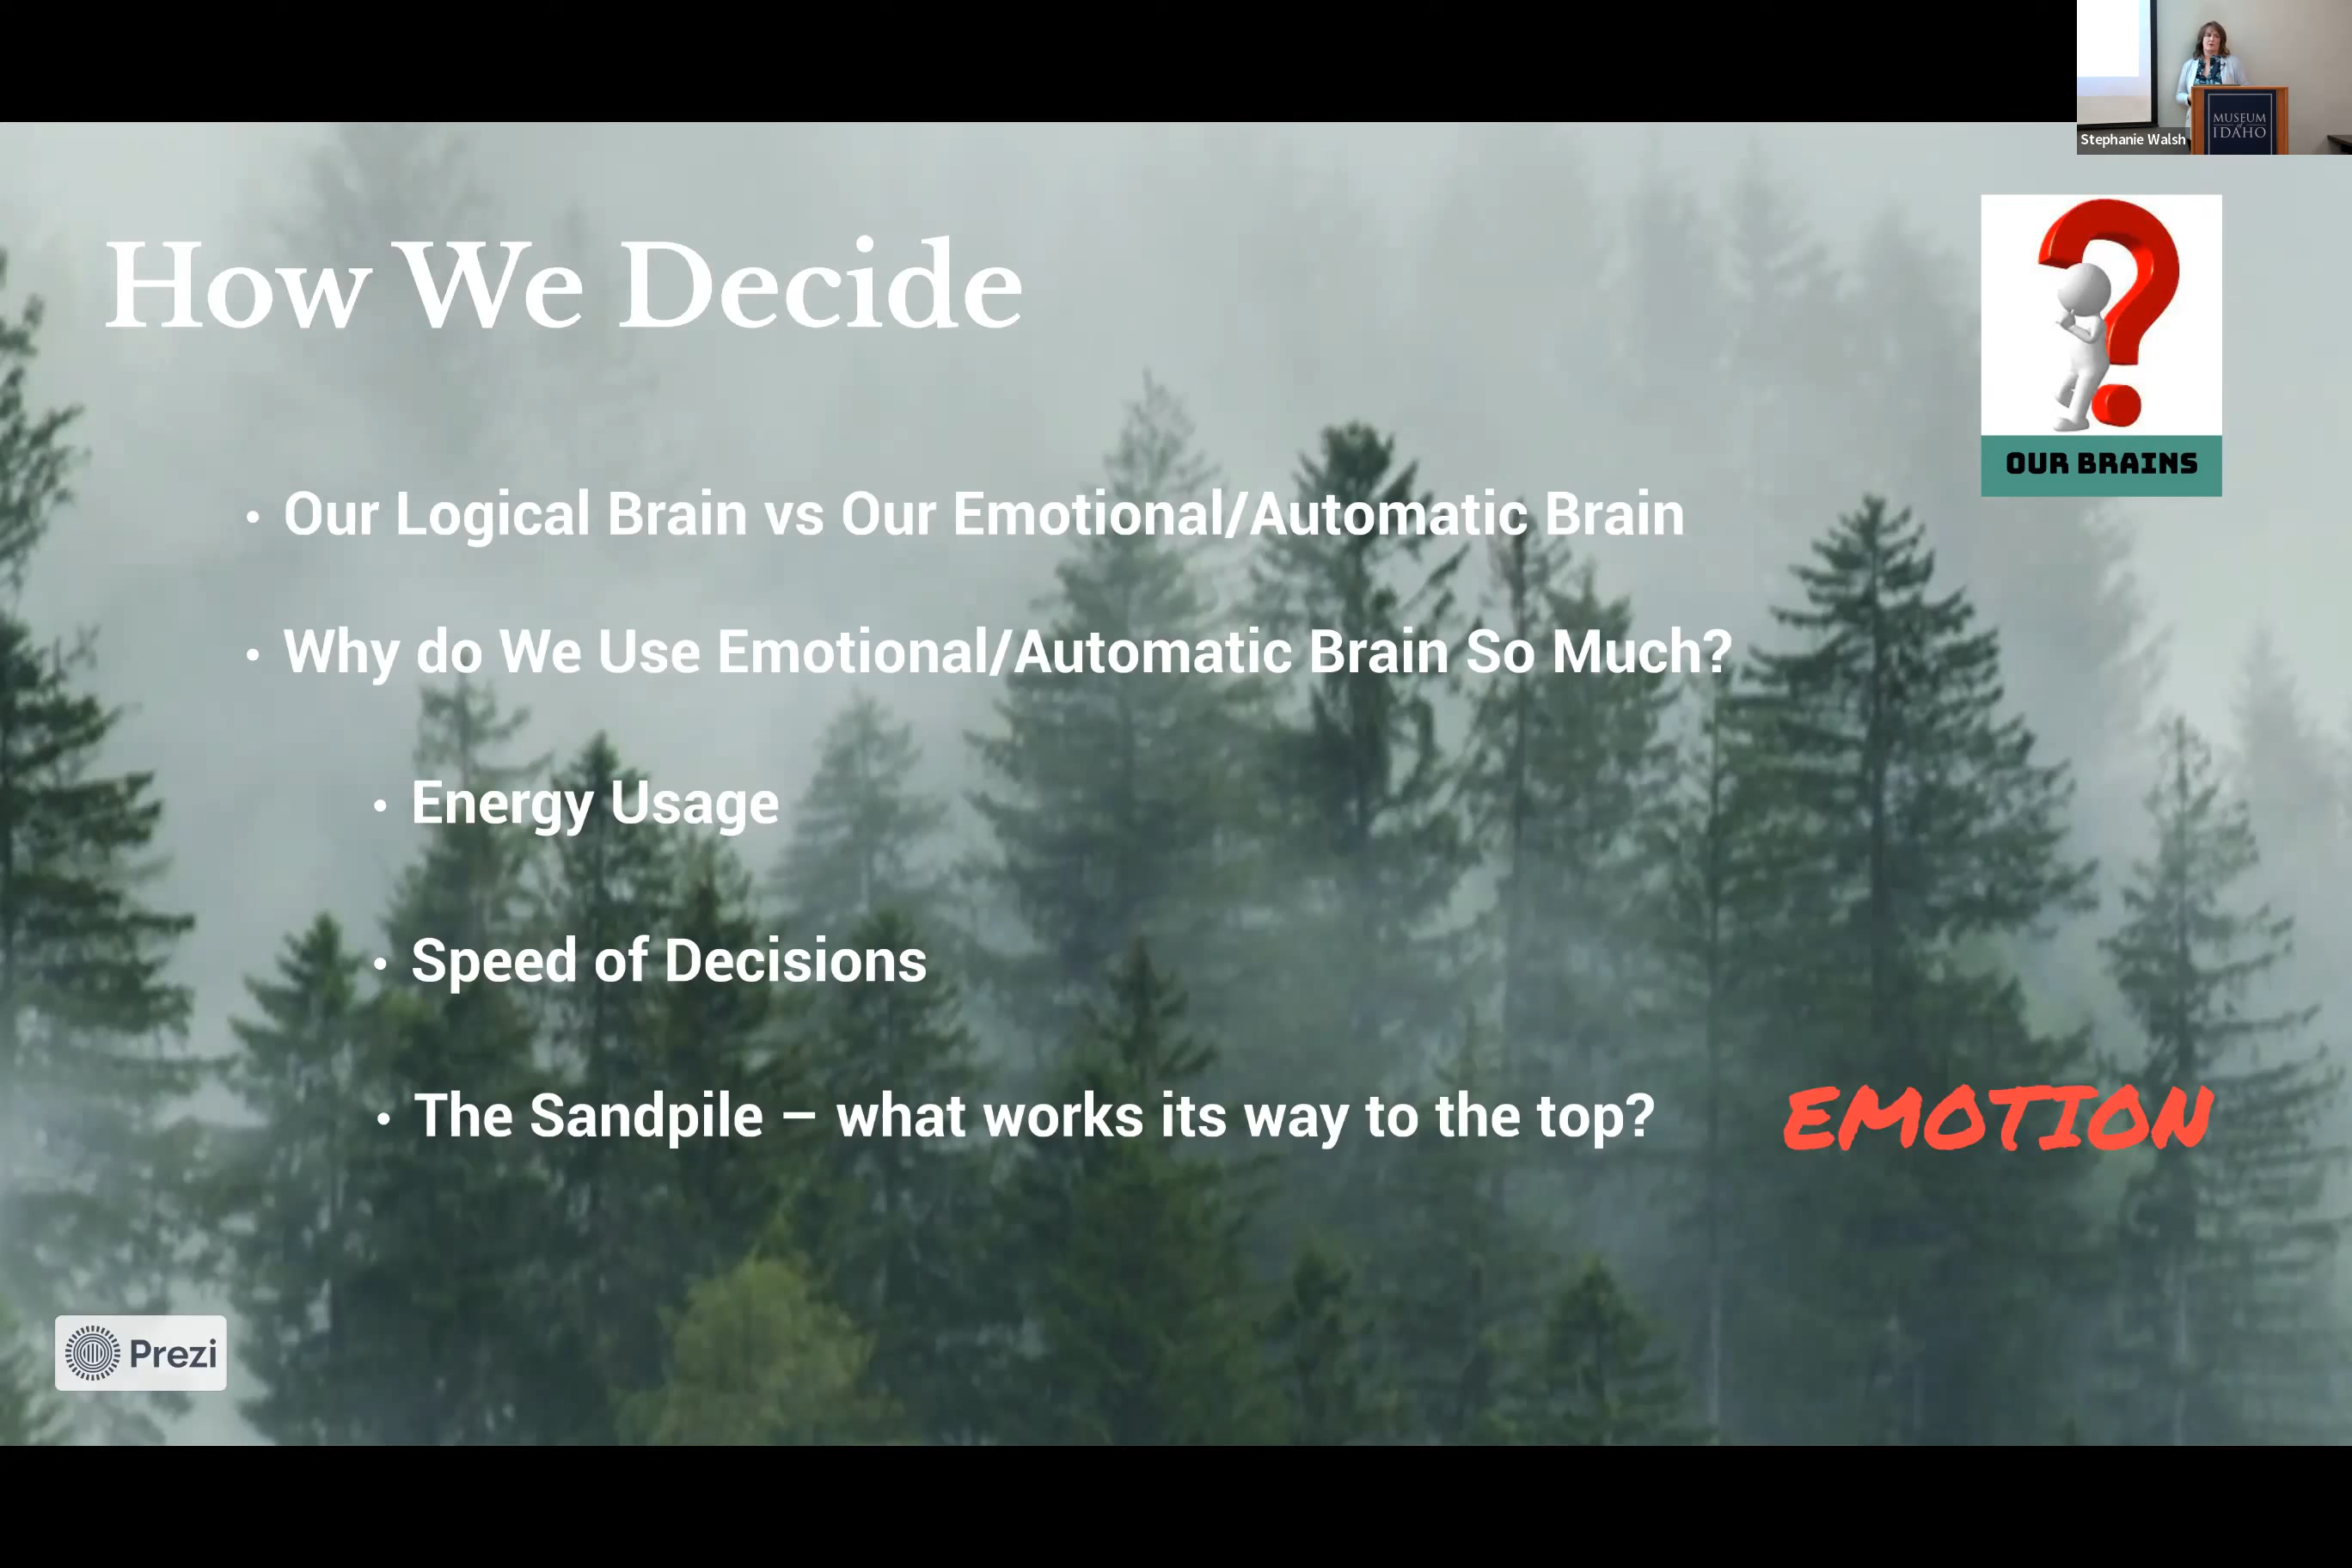 MUSEUM
of
IDAHO
Stephanie Walsh
How We Decide
OUR BRAINS
• Our Logical Brain vs Our Emotional/Automatic Brain
• Why do We Use Emotional/Automatic Brain So Much?
• Energy Usage
• Speed of Decisions
• The Sandpile – what works its way to the top?
EMOTION
Prezi